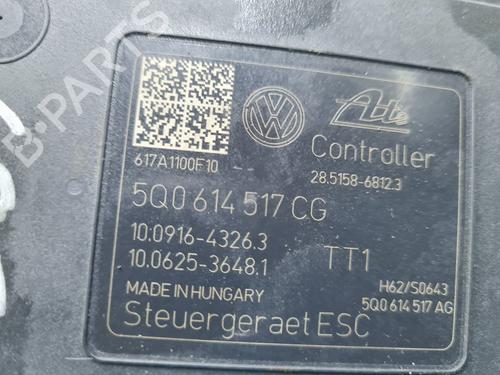 Ate
617A1100F10
Controller
28.5158-6812.3
5Q0 614 517 CG
10.0916-4326.3
TT1
10.0625-3648.1
H62/S0643
MADE IN HUNGARY
5Q0 614 517 AG
Steuergeraet ESC
B-PARTS